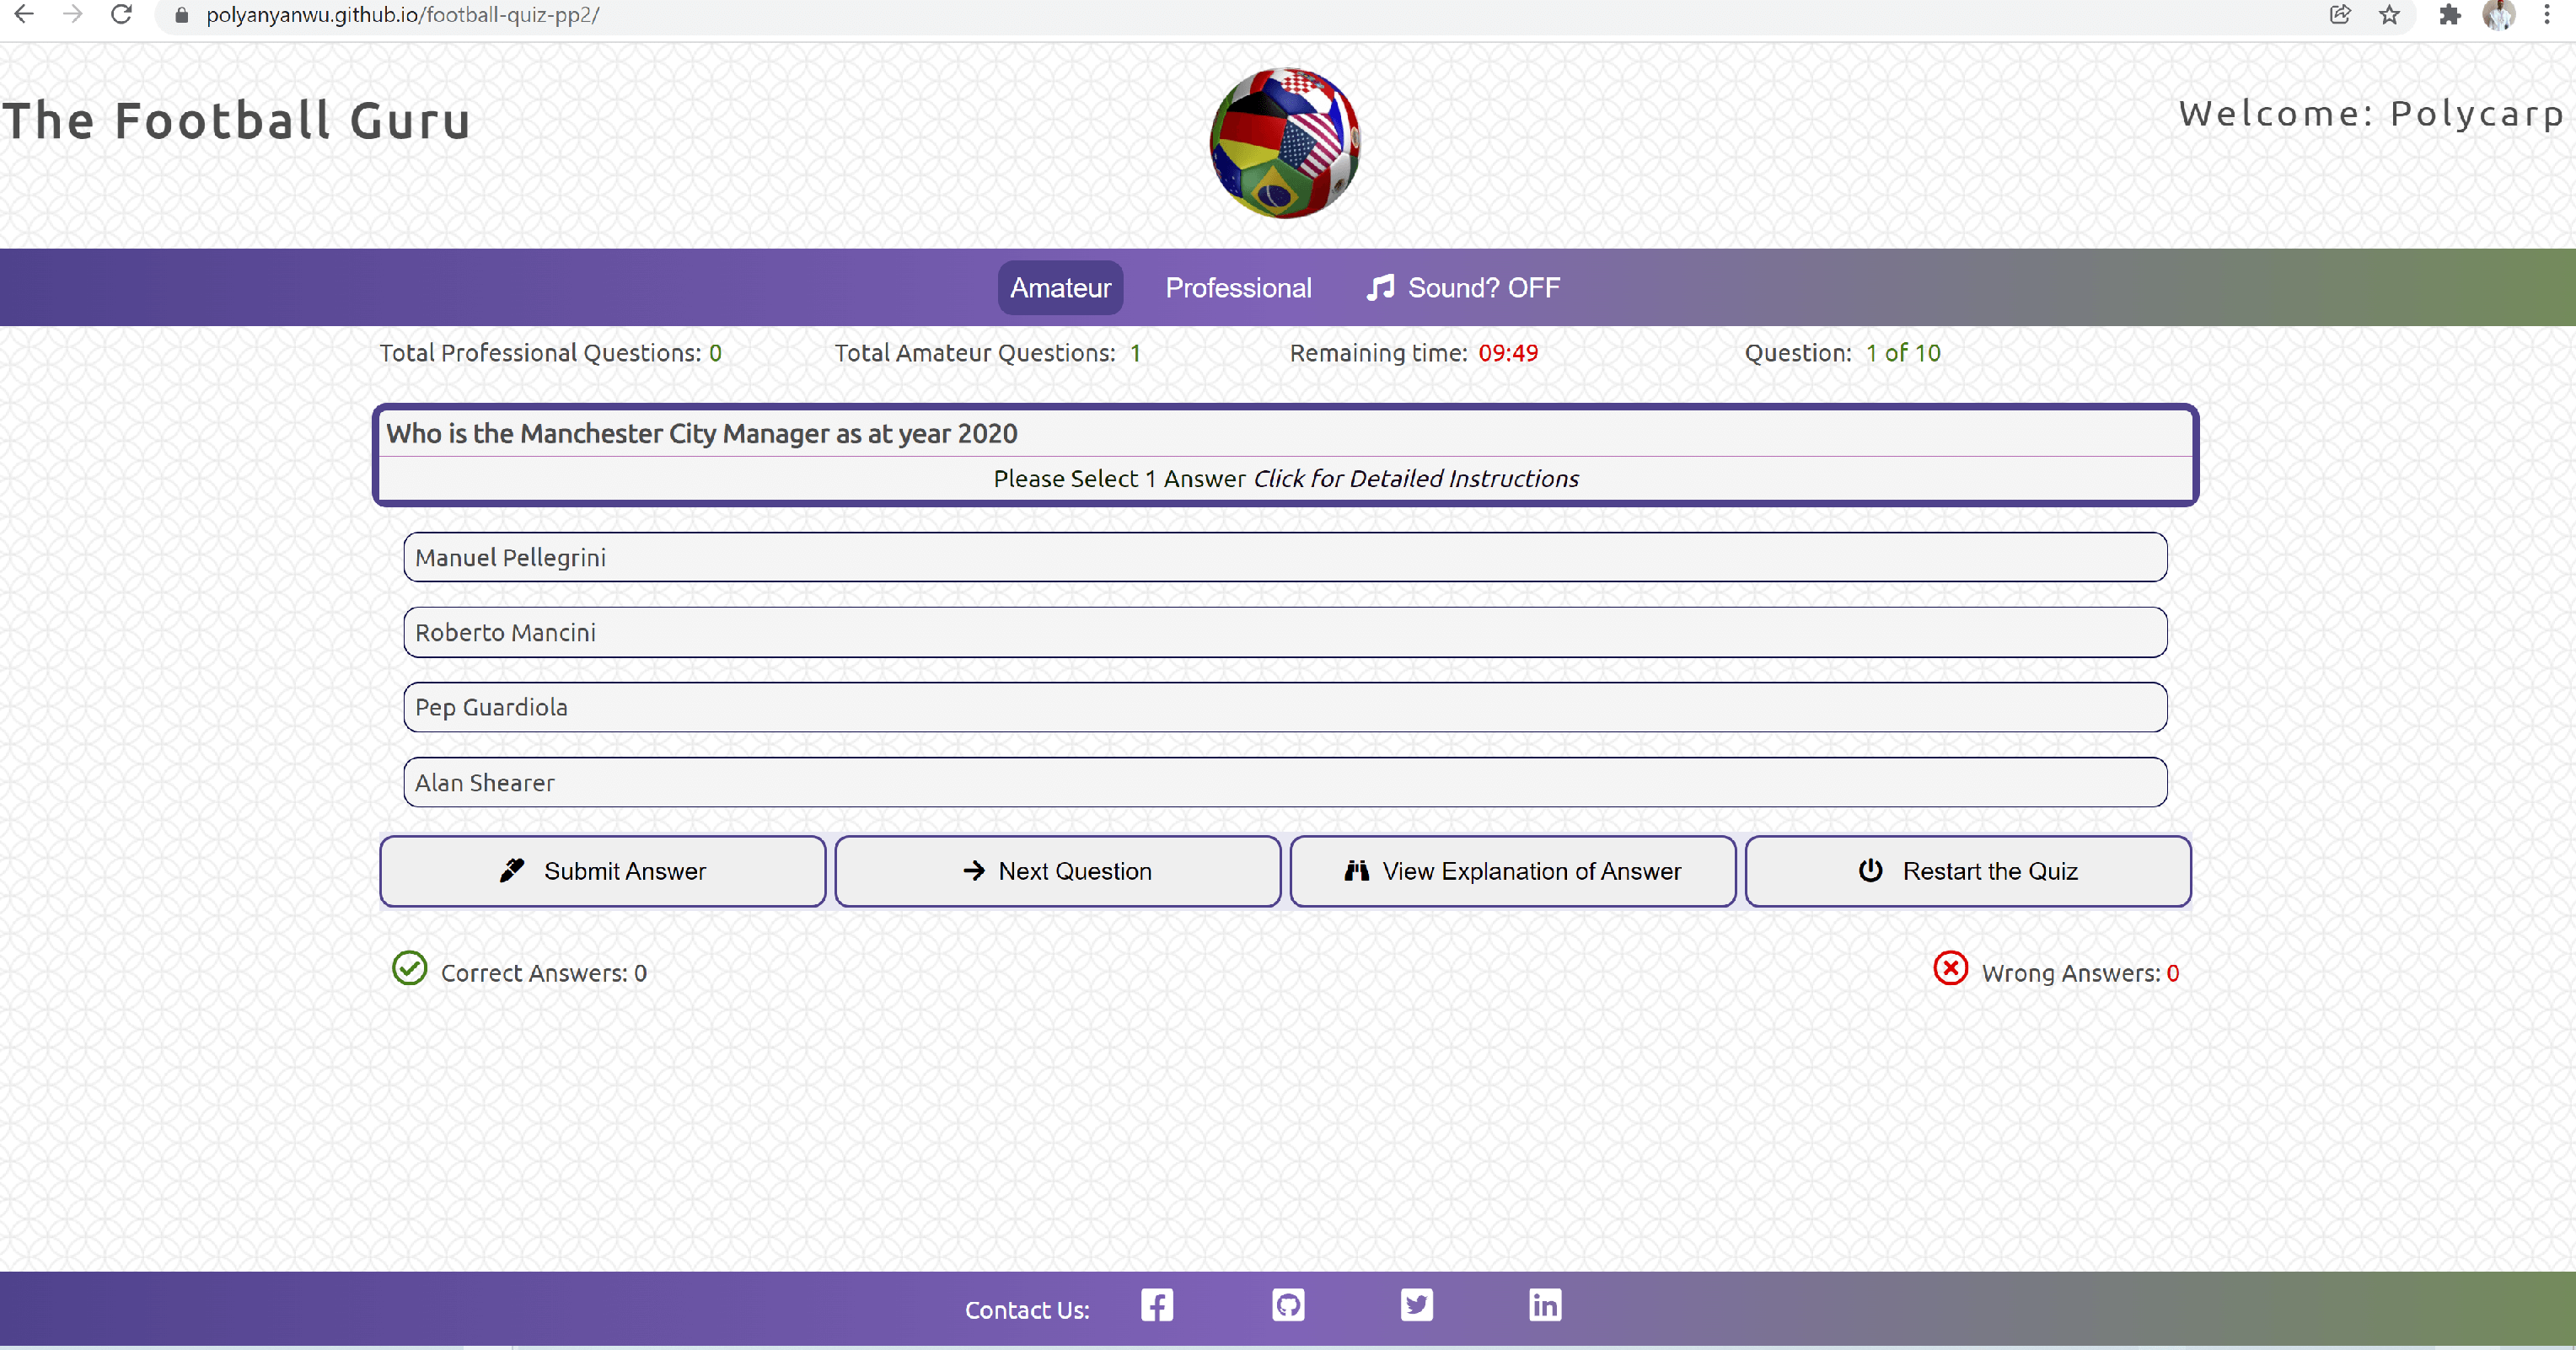 polyanyanwu.github.io/football-quiz-pp2/
The Football Guru
Welcome: Polycarp
Amateur Professional Sound? OFF
Total Professional Questions: 0 Total Amateur Questions: 1 Remaining time: 09:49 Question: 1 of 10
Who is the Manchester City Manager as at year 2020
Please Select 1 Answer Click for Detailed Instructions
Manuel Pellegrini
Roberto Mancini
Pep Guardiola
Alan Shearer
Submit Answer Next Question View Explanation of Answer Restart the Quiz
Correct Answers: 0 Wrong Answers: 0
Contact Us: